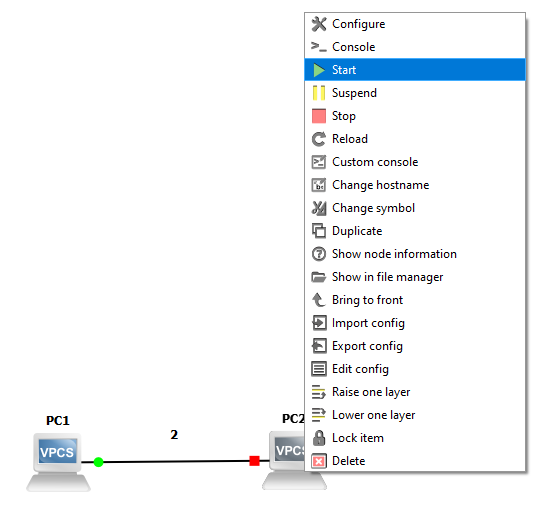 Configure
Console
Start
Suspend
Stop
Reload
Custom console
Change hostname
Change symbol
Duplicate
Show node information
Show in file manager
Bring to front
Import config
Export config
Edit config
Raise one layer
Lower one layer
Lock item
Delete
PC1
2
PC2
VPCS
VPCS